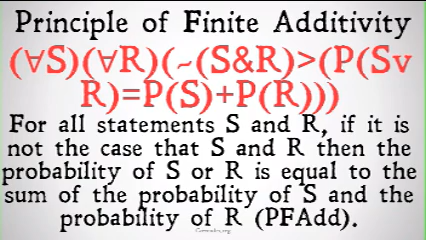 Principle of Finite Additivity
(∀S)(∀R)(~(S&R)>(P(Sv
R)=P(S)+P(R)))
For all statements S and R, if it is
not the case that S and R then the
probability of S or R is equal to the
sum of the probability of S and the
probability of R (PFAdd).